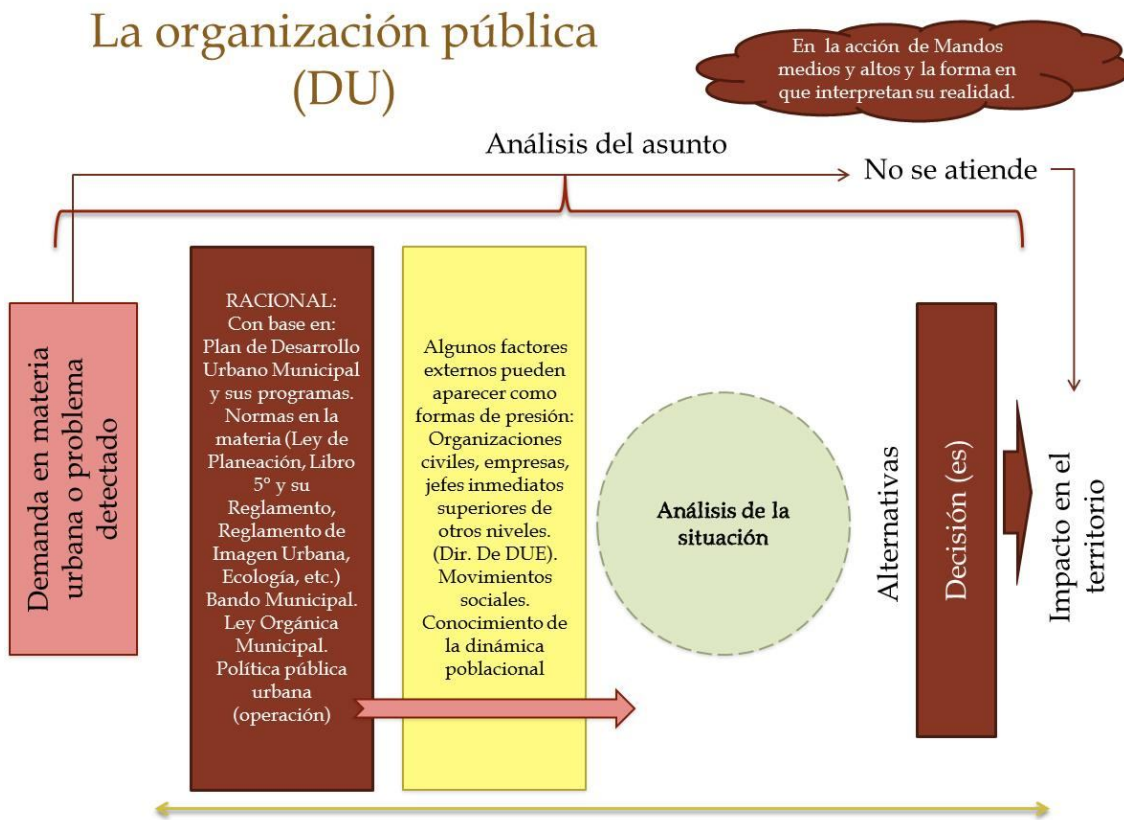 La organización pública
(DU)
En la acción de Mandos
medios y altos y la forma en
que interpretan su realidad.
Análisis del asunto
No se atiende
Demanda en materia
urbana o problema
detectado
RACIONAL:
Con base en:
Plan de Desarrollo
Urbano Municipal
y sus programas.
Normas en la
materia (Ley de
Planeación, Libro
5º y su
Reglamento,
Reglamento de
Imagen Urbana,
Ecología, etc.)
Bando Municipal.
Ley Orgánica
Municipal.
Política pública
urbana
(operación)
Algunos factores
externos pueden
aparecer como
formas de presión:
Organizaciones
civiles, empresas,
jefes inmediatos
superiores de
otros niveles.
(Dir. De DUE).
Movimientos
sociales.
Conocimiento de
la dinámica
poblacional
Análisis de la
situación
Alternativas
Decisión (es)
Impacto en el
territorio